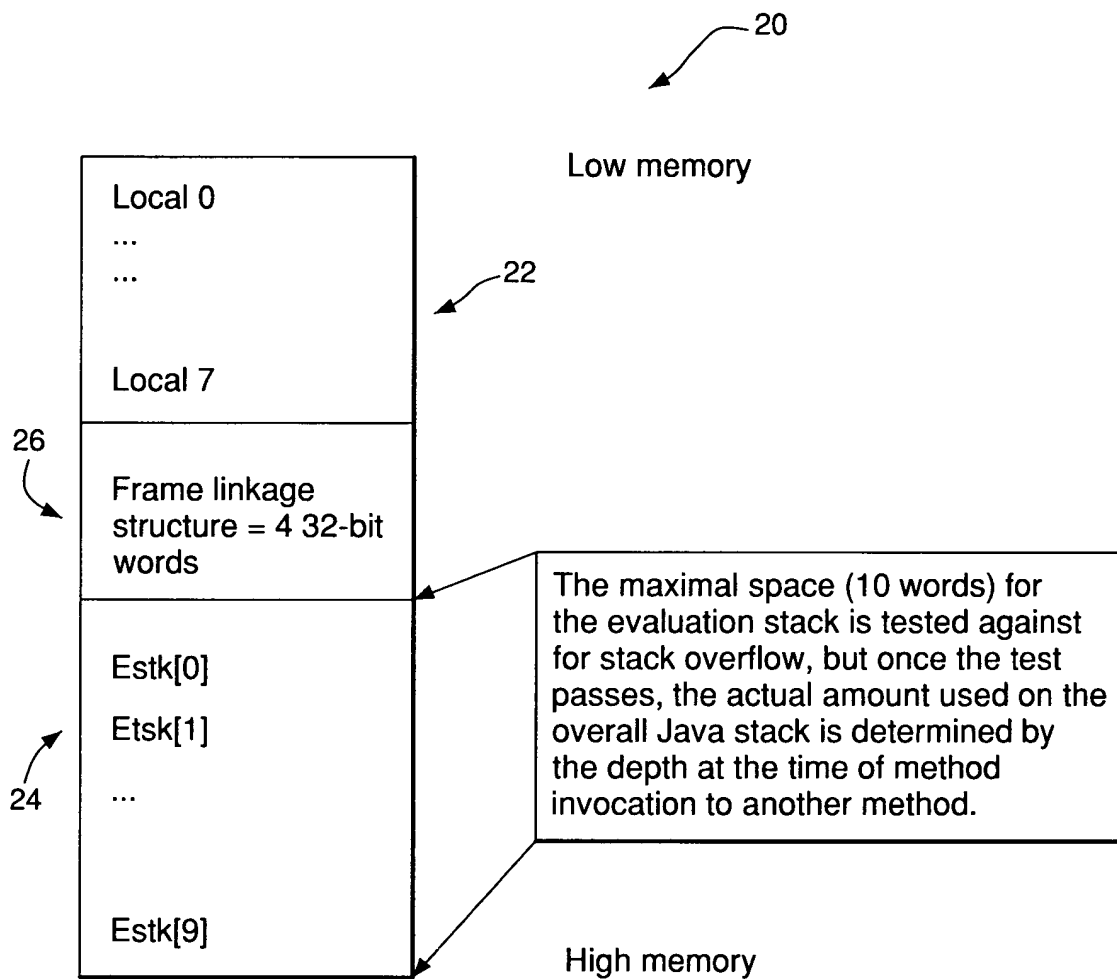 20
Low memory
Local 0
...
...
22
Local 7
26
Frame linkage
structure = 4 32-bit
words
The maximal space (10 words) for
the evaluation stack is tested against
for stack overflow, but once the test
passes, the actual amount used on the
overall Java stack is determined by
the depth at the time of method
invocation to another method.
Estk[0]
Etsk[1]
24
...
Estk[9]
High memory